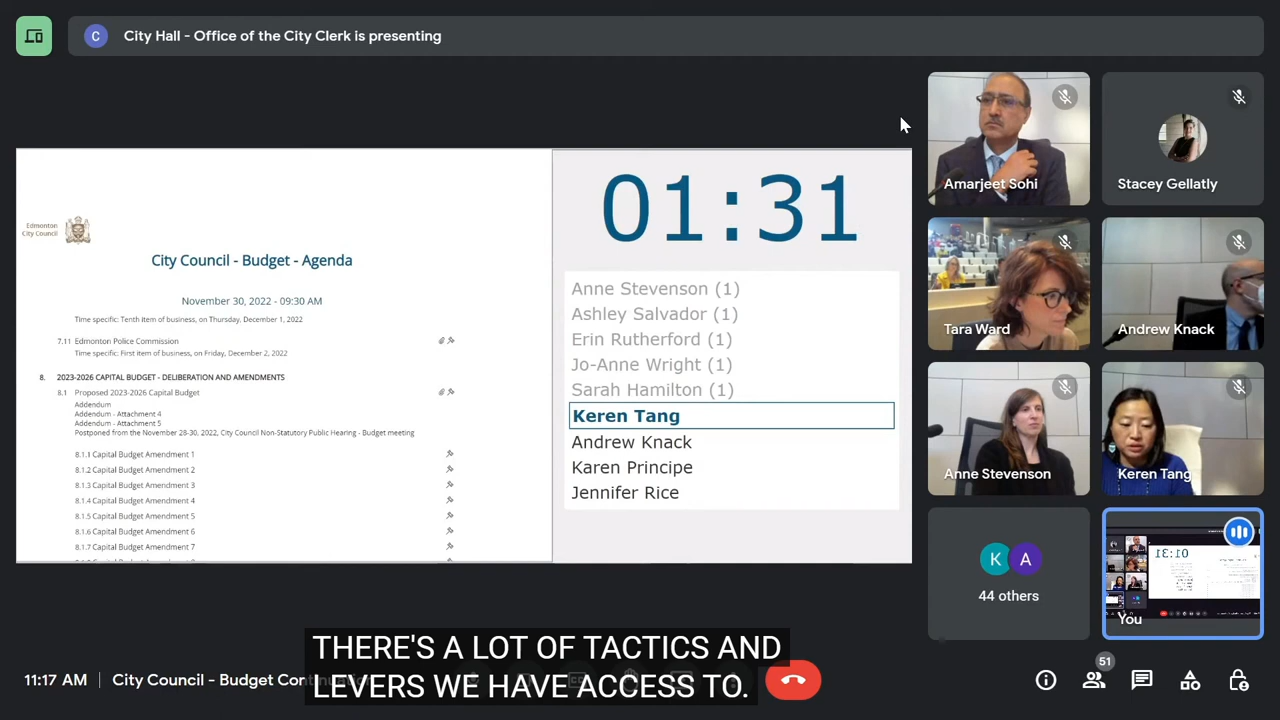 C City Hall - Office of the City Clerk is presenting
Edmonton
City Council
City Council - Budget - Agenda
November 30, 2022 - 09:30 AM
Time specific: Tenth item of business, on Thursday, December 1, 2022
7.11 Edmonton Police Commission
Time specific: First item of business, on Friday, December 2, 2022
8. 2023-2026 CAPITAL BUDGET - DELIBERATION AND AMENDMENTS
8.1 Proposed 2023-2026 Capital Budget
Addendum
Addendum - Attachment 4
Addendum - Attachment 5
Postponed from the November 28-30, 2022, City Council Non-Statutory Public Hearing - Budget meeting
8.1.1 Capital Budget Amendment 1
8.1.2 Capital Budget Amendment 2
8.1.3 Capital Budget Amendment 3
8.1.4 Capital Budget Amendment 4
8.1.5 Capital Budget Amendment 5
8.1.6 Capital Budget Amendment 6
8.1.7 Capital Budget Amendment 7
01:31
Anne Stevenson (1)
Ashley Salvador (1)
Erin Rutherford (1)
Jo-Anne Wright (1)
Sarah Hamilton (1)
Keren Tang
Andrew Knack
Karen Principe
Jennifer Rice
Amarjeet Sohi
Stacey Gellatly
Tara Ward
Andrew Knack
Anne Stevenson
Keren Tang
K A
44 others
01:31
You
THERE'S A LOT OF TACTICS AND
LEVERS WE HAVE ACCESS TO.
11:17 AM | City Council - Budget Con
51